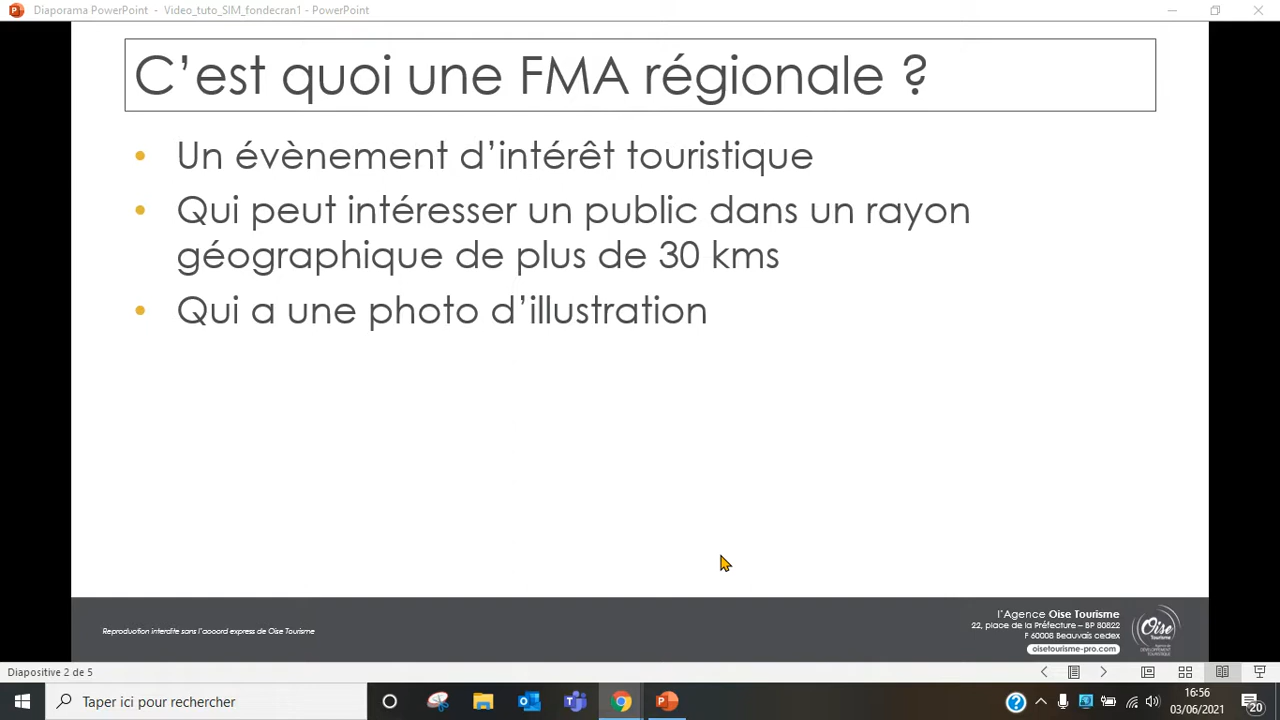 Diaporama PowerPoint - Video_tuto_SIM_fondecran1 - PowerPoint
C’est quoi une FMA régionale ?
• Un évènement d’intérêt touristique
• Qui peut intéresser un public dans un rayon
géographique de plus de 30 kms
• Qui a une photo d’illustration
Reproduction interdite sans l’accord express de Oise Tourisme
l’Agence Oise Tourisme
22, place de la Préfecture – BP 80822
F 60008 Beauvais cedex
oisetourisme-pro.com
Oise
Tourisme
Diapositive 2 de 5
Taper ici pour rechercher
16:56
03/06/2021
20